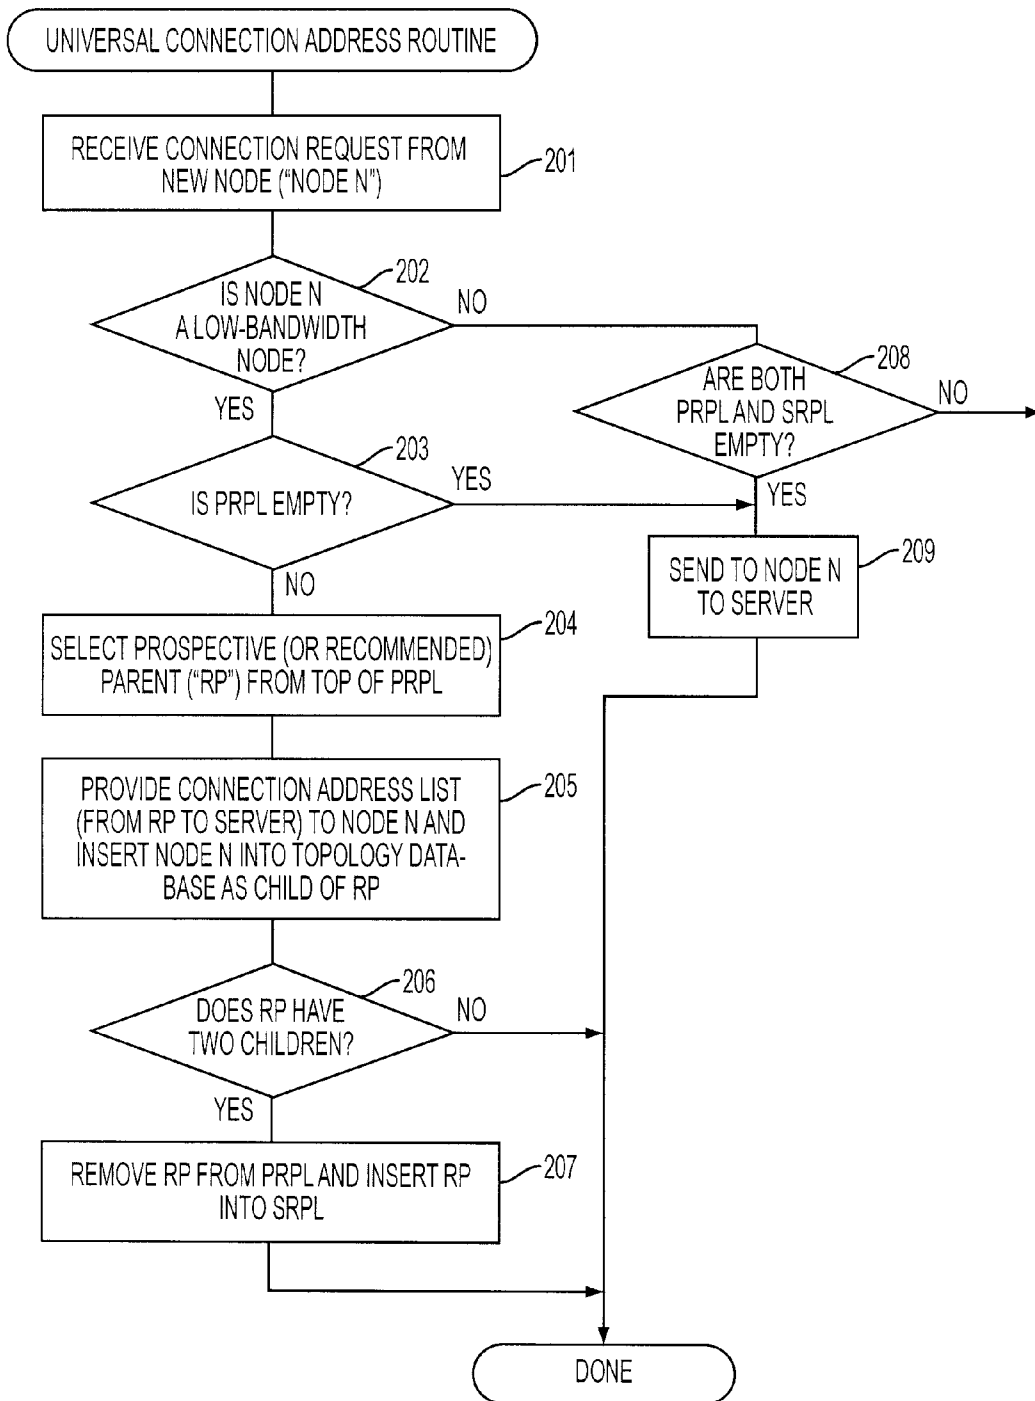 UNIVERSAL CONNECTION ADDRESS ROUTINE
RECEIVE CONNECTION REQUEST FROM
NEW NODE ("NODE N")
201
IS NODE N
A LOW-BANDWIDTH
NODE?
202
NO
YES
ARE BOTH
PRPL AND SRPL
EMPTY?
208
NO
YES
IS PRPL EMPTY?
203
YES
NO
SEND TO NODE N
TO SERVER
209
SELECT PROSPECTIVE (OR RECOMMENDED)
PARENT ("RP") FROM TOP OF PRPL
204
PROVIDE CONNECTION ADDRESS LIST
(FROM RP TO SERVER) TO NODE N AND
INSERT NODE N INTO TOPOLOGY DATA-
BASE AS CHILD OF RP
205
DOES RP HAVE
TWO CHILDREN?
206
NO
YES
REMOVE RP FROM PRPL AND INSERT RP
INTO SRPL
207
DONE